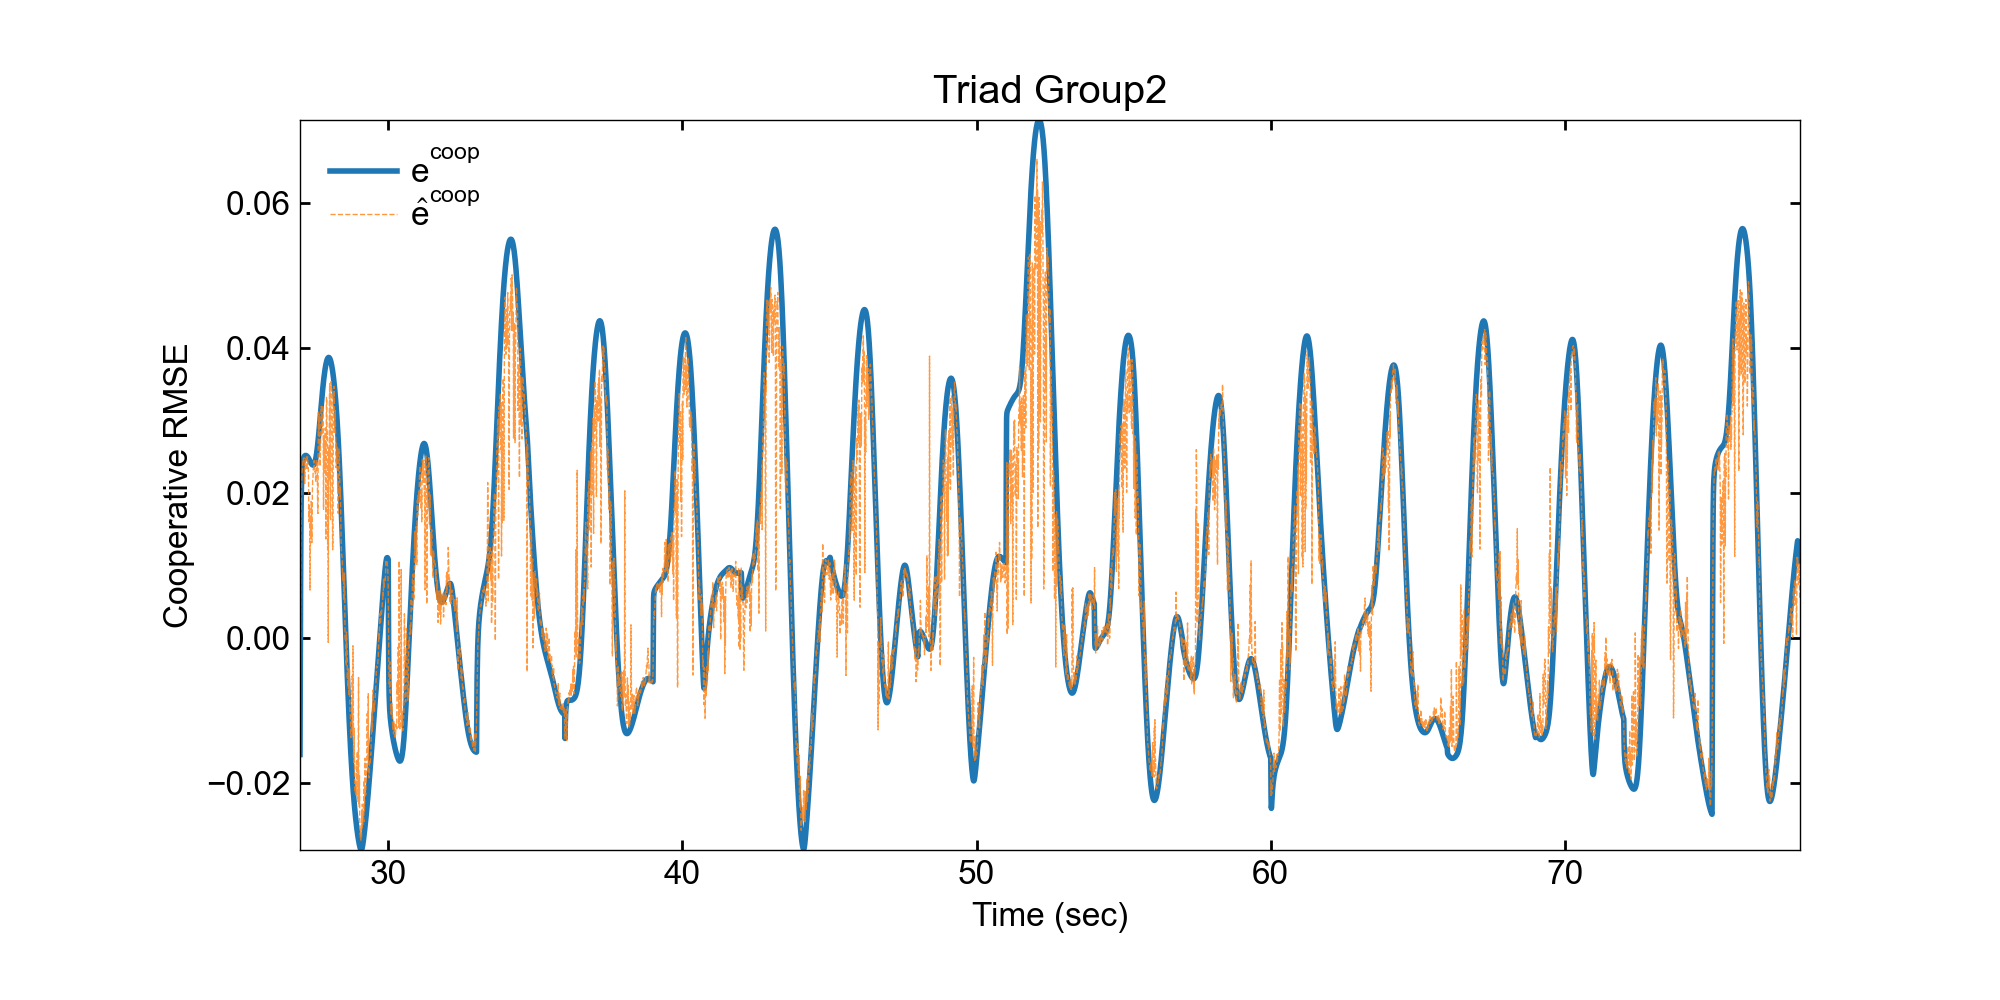 Triad Group2
e^coop
ê^coop
Cooperative RMSE
0.06
0.04
0.02
0.00
−0.02
30 40 50 60 70
Time (sec)